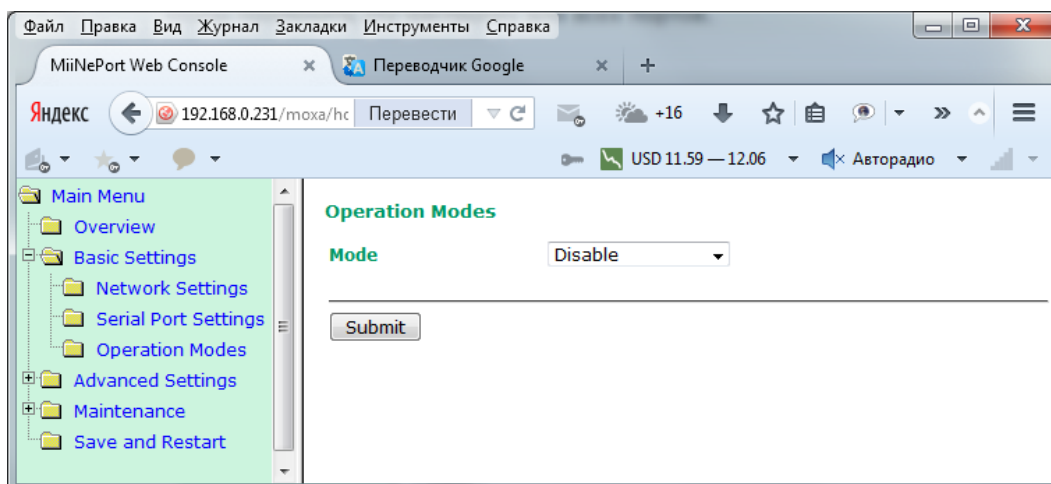 всех портов.
Файл Правка Вид Журнал Закладки Инструменты Справка
MiiNePort Web Console
Переводчик Google
Яндекс 192.168.0.231/moxa/hc Перевести +16
USD 11.59 — 12.06 Авторадио
Main Menu
Overview
Basic Settings
Network Settings
Serial Port Settings
Operation Modes
Advanced Settings
Maintenance
Save and Restart
Operation Modes
Mode Disable
Submit